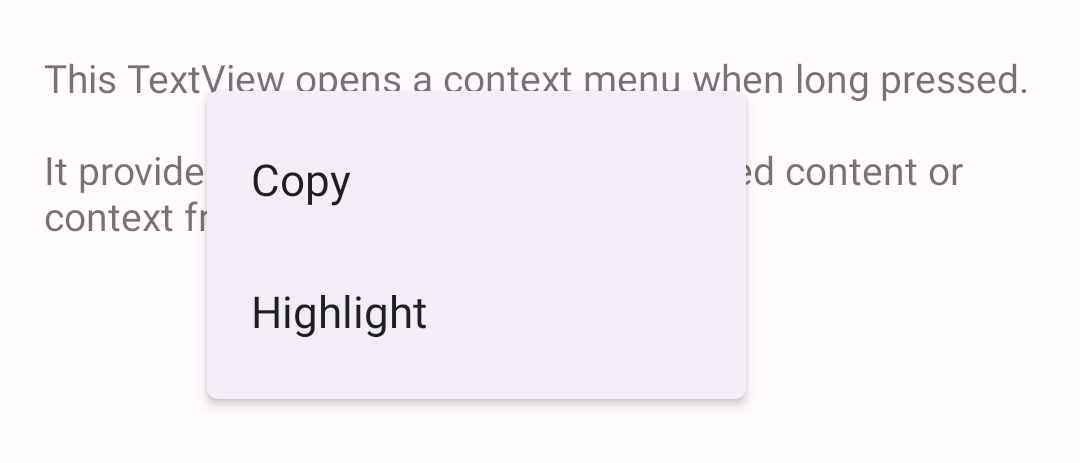 This TextView opens a context menu when long pressed.
It provide ed content or
context fr
Copy
Highlight